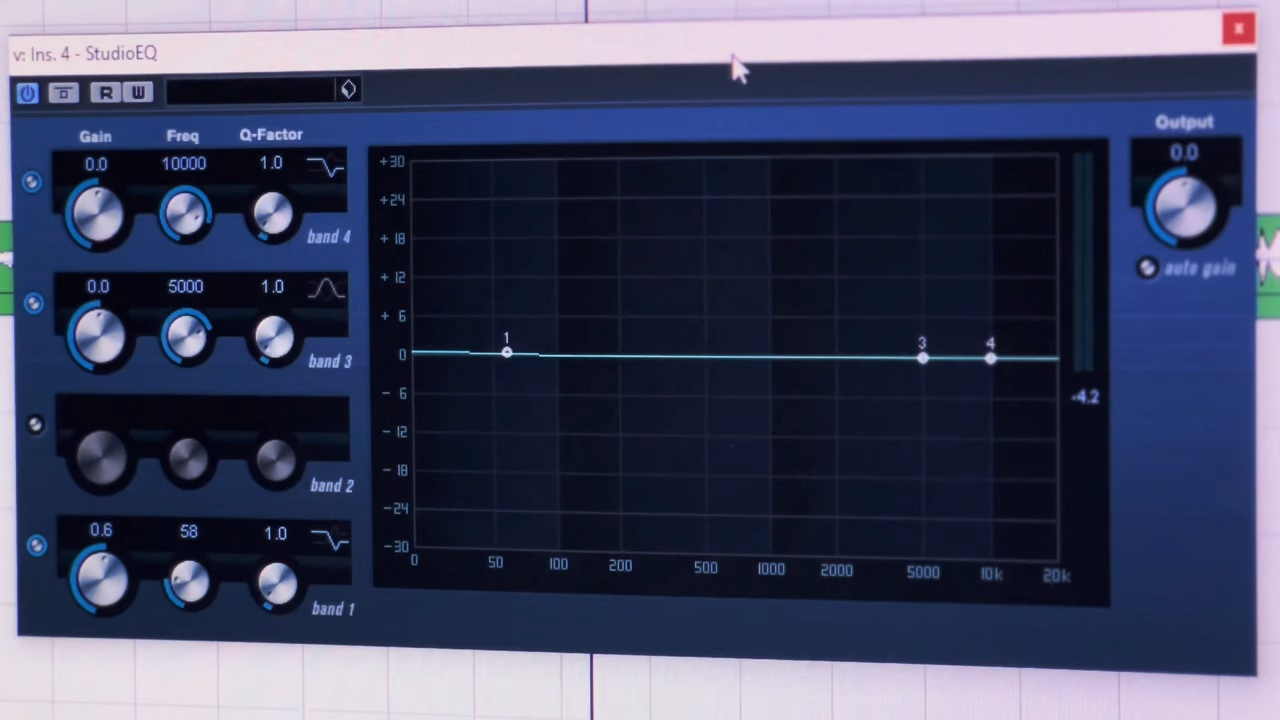 v: Ins. 4 - StudioEQ
R W
Gain Freq Q-Factor
0.0 10000 1.0
band 4
0.0 5000 1.0
band 3
band 2
0.6 58 1.0
band 1
+30
+24
+ 18
+ 12
+ 6
0
- 6
- 12
- 18
-24
-30
1 3 4
0 50 100 200 500 1000 2000 5000 10k 20k
-4.2
Output
0.0
auto gain